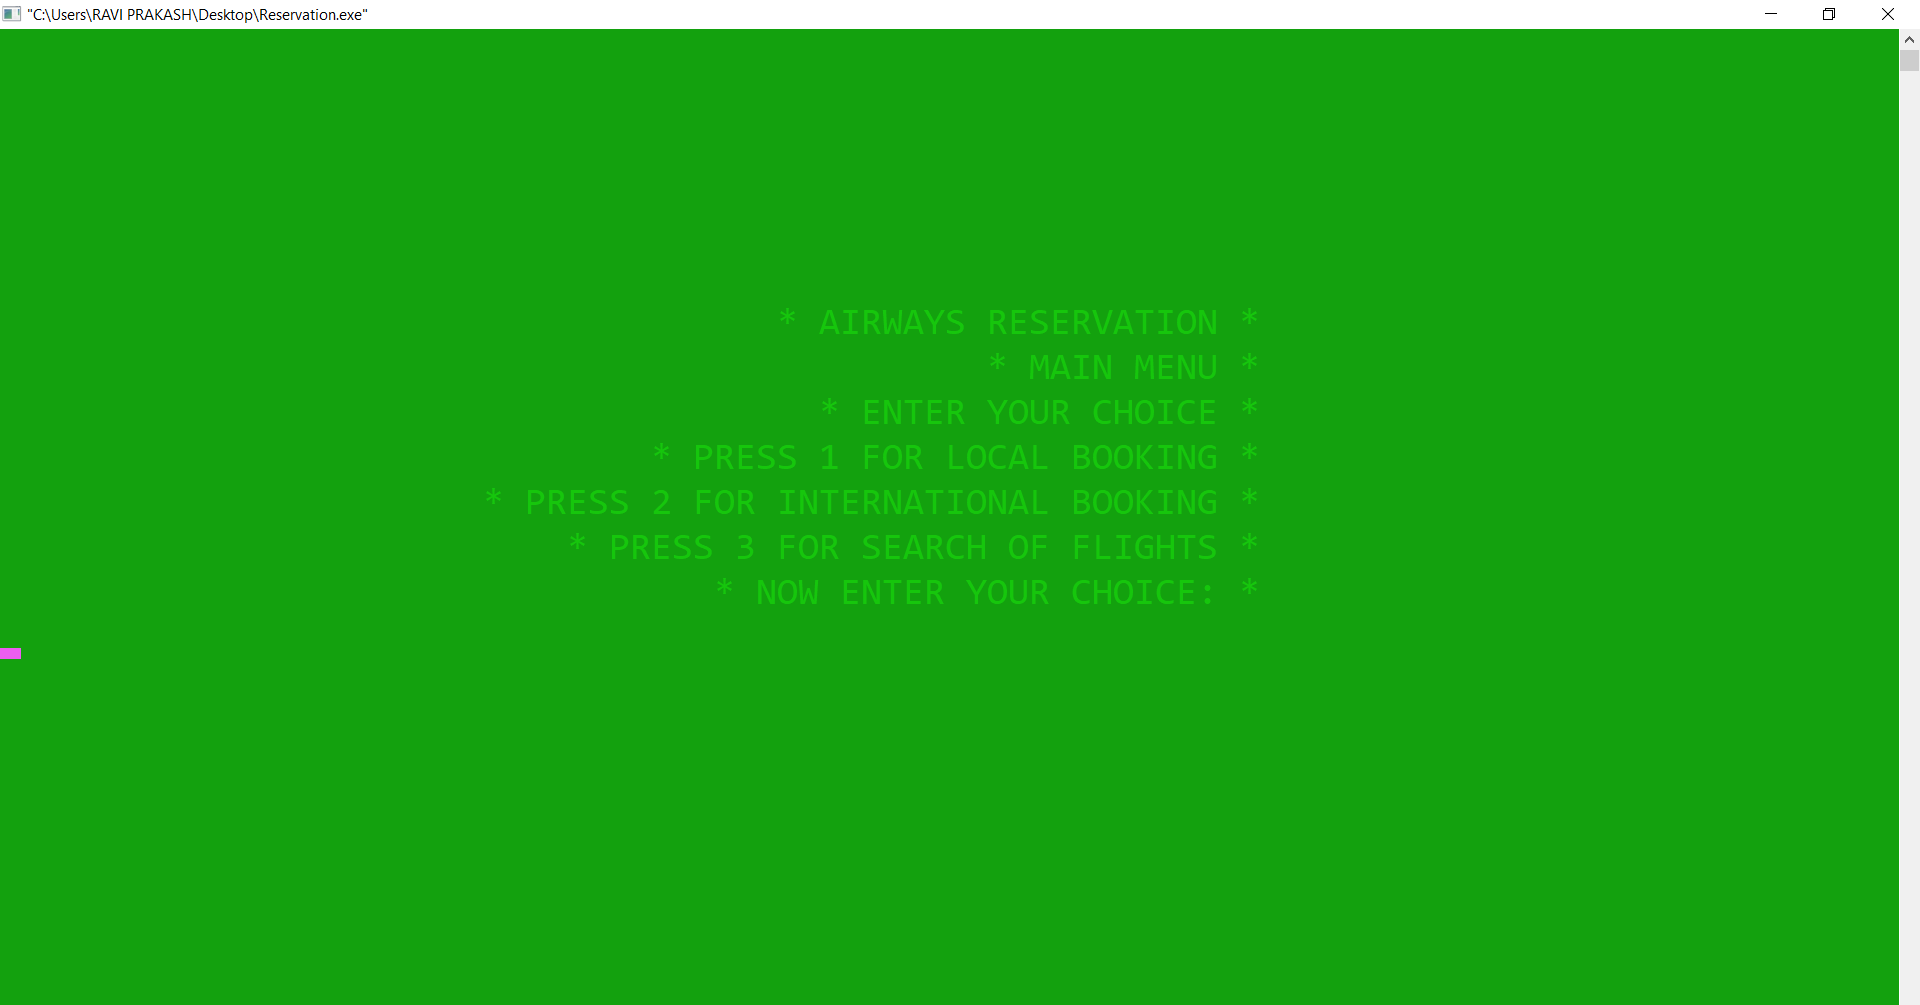 "C:\Users\RAVI PRAKASH\Desktop\Reservation.exe"
* AIRWAYS RESERVATION *
* MAIN MENU *
* ENTER YOUR CHOICE *
* PRESS 1 FOR LOCAL BOOKING *
* PRESS 2 FOR INTERNATIONAL BOOKING *
* PRESS 3 FOR SEARCH OF FLIGHTS *
* NOW ENTER YOUR CHOICE: *